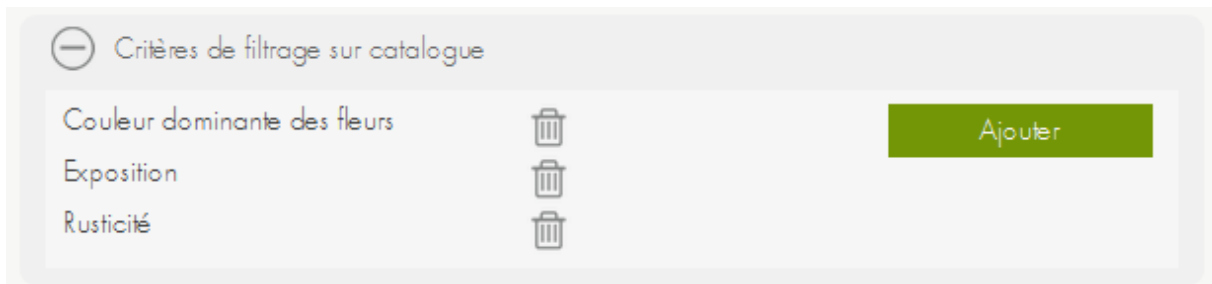 Critères de filtrage sur catalogue
Couleur dominante des fleurs
Ajouter
Exposition
Rusticité